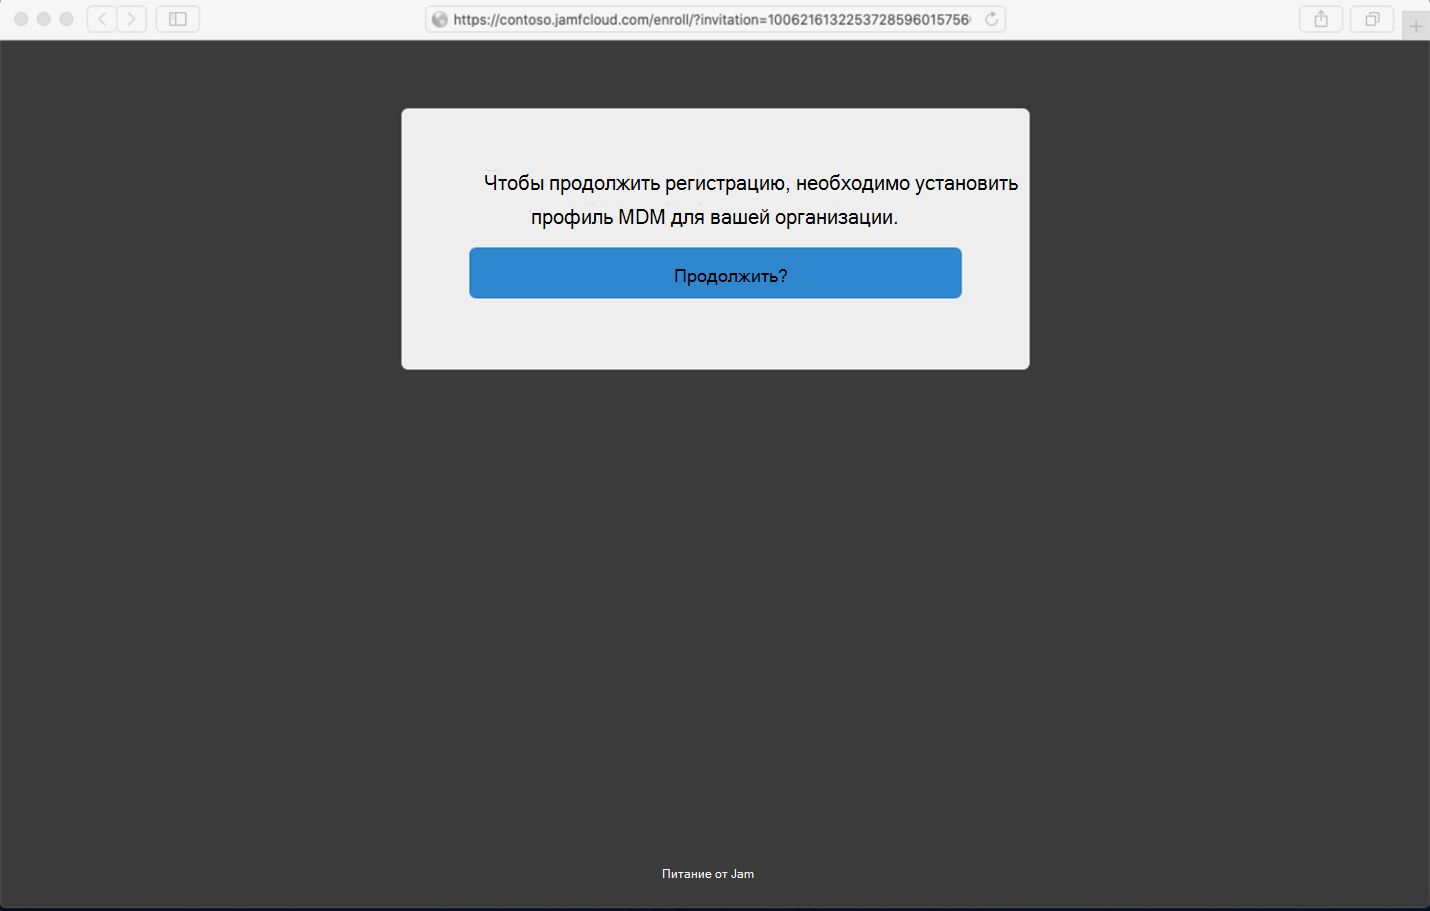 https://contoso.jamfcloud.com/enroll/?invitation=1006216132253728596015756
Чтобы продолжить регистрацию, необходимо установить
профиль MDM для вашей организации.
Продолжить?
Питание от Jam